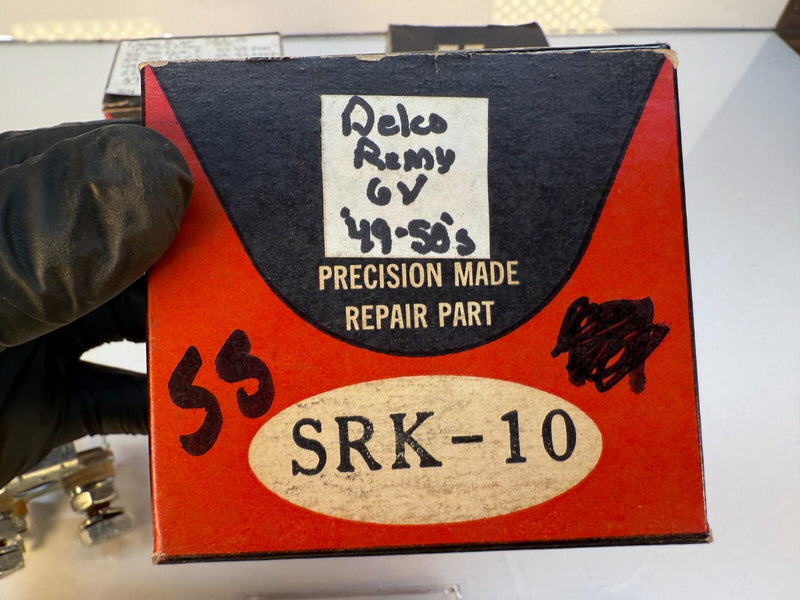 Delco
Remy
6V
'49-50's
PRECISION MADE
REPAIR PART
SS
SRK-10